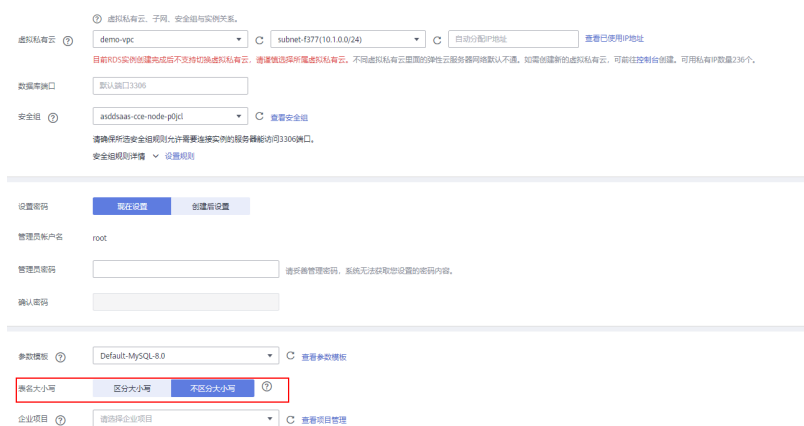 虚拟私有云、子网、安全组与实例关系。
虚拟私有云 demo-vpc subnet-f377(10.1.0.0/24) 自动分配IP地址 查看已使用IP地址
目前RDS实例创建完成后不支持切换虚拟私有云，请谨慎选择所属虚拟私有云。不同虚拟私有云里面的弹性云服务器网络默认不通。如需创建新的虚拟私有云，可前往控制台创建。可用私有IP数量236个。
数据库端口 默认端口3306
安全组 asddsaas-cce-node-p0jcl 查看安全组
请确保所选安全组规则允许需要连接实例的服务器能访问3306端口。
安全组规则详情 设置规则
设置密码 现在设置 创建后设置
管理员帐户名 root
管理员密码 请妥善管理密码，系统无法获取您设置的密码内容。
确认密码
参数模板 Default-MySQL-8.0 查看参数模板
表名大小写 区分大小写 不区分大小写
企业项目 请选择企业项目 查看项目管理